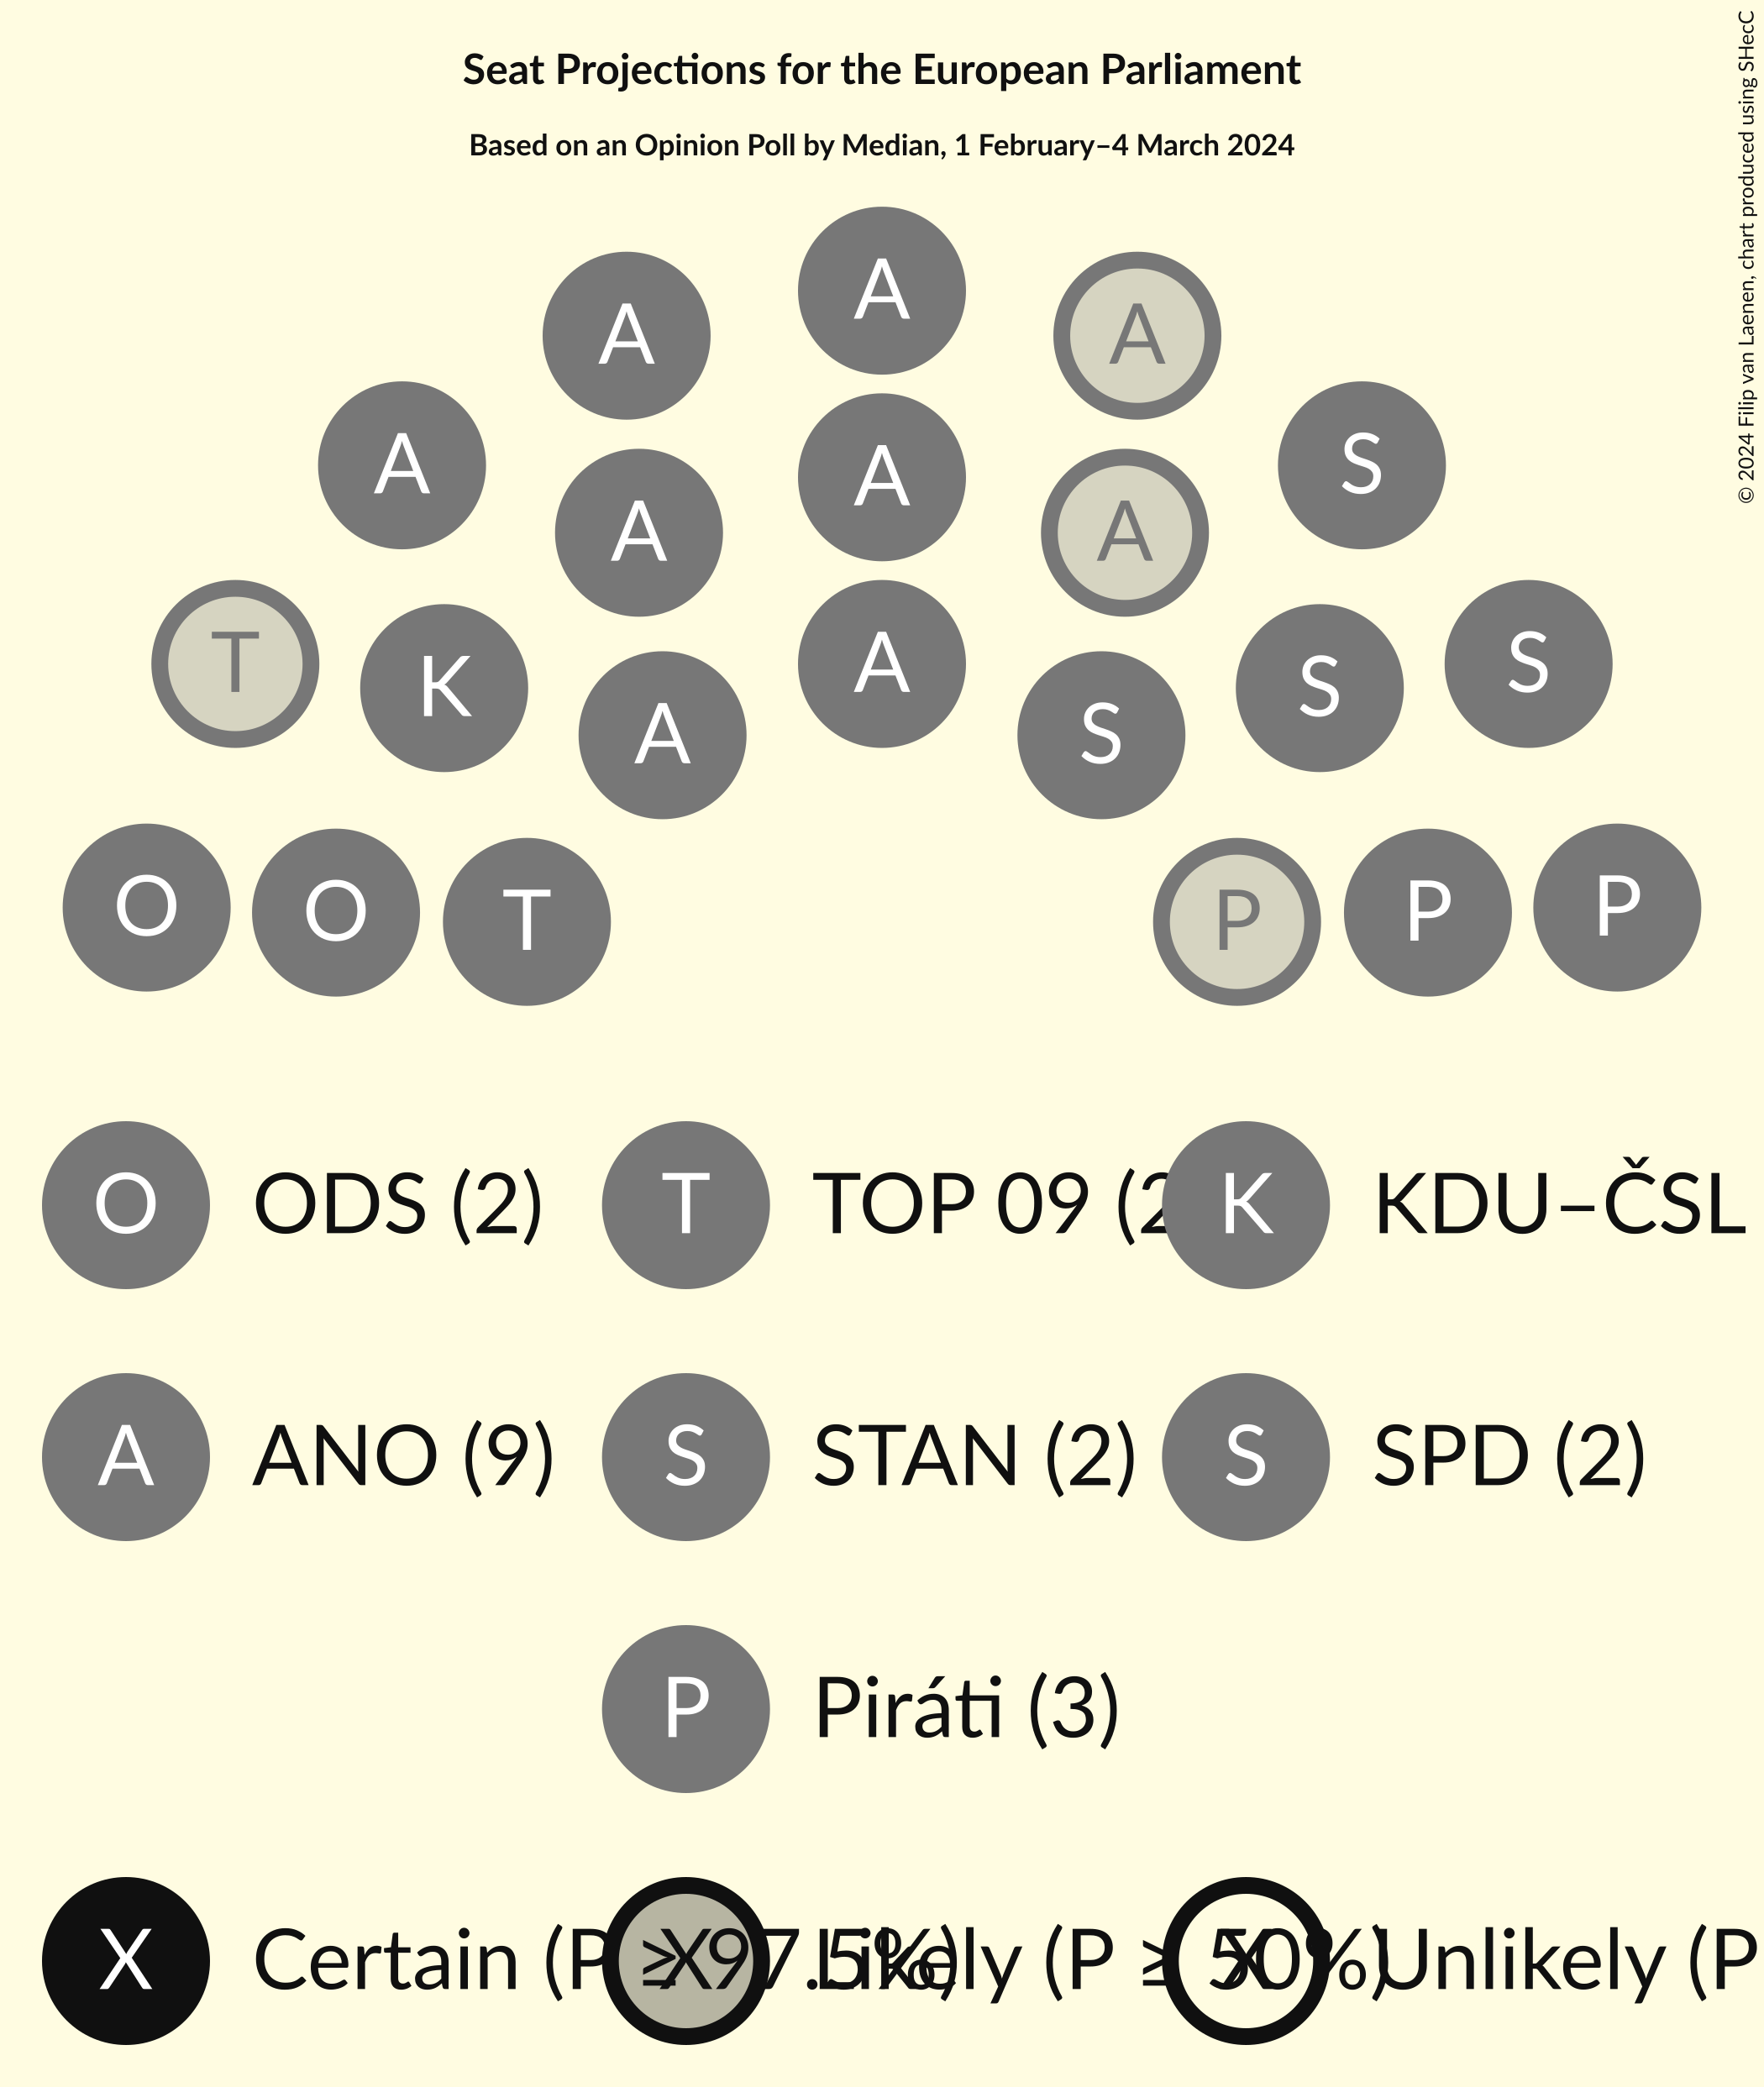 Seat Projections for the European Parliament
Based on an Opinion Poll by Median, 1 February–4 March 2024
© 2024 Filip van Laenen, chart produced using SHecC
A
A A
A S
A
A A
T S
K S
A
A S
O O T P P P
O ODS (2) T TOP 09 (2 K KDU–ČSL
A ANO (9) S STAN (2) S SPD (2)
P Piráti (3)
X Certain (P ≥ 97.5%) X Likely (P ≥ 50%) X Unlikely (P